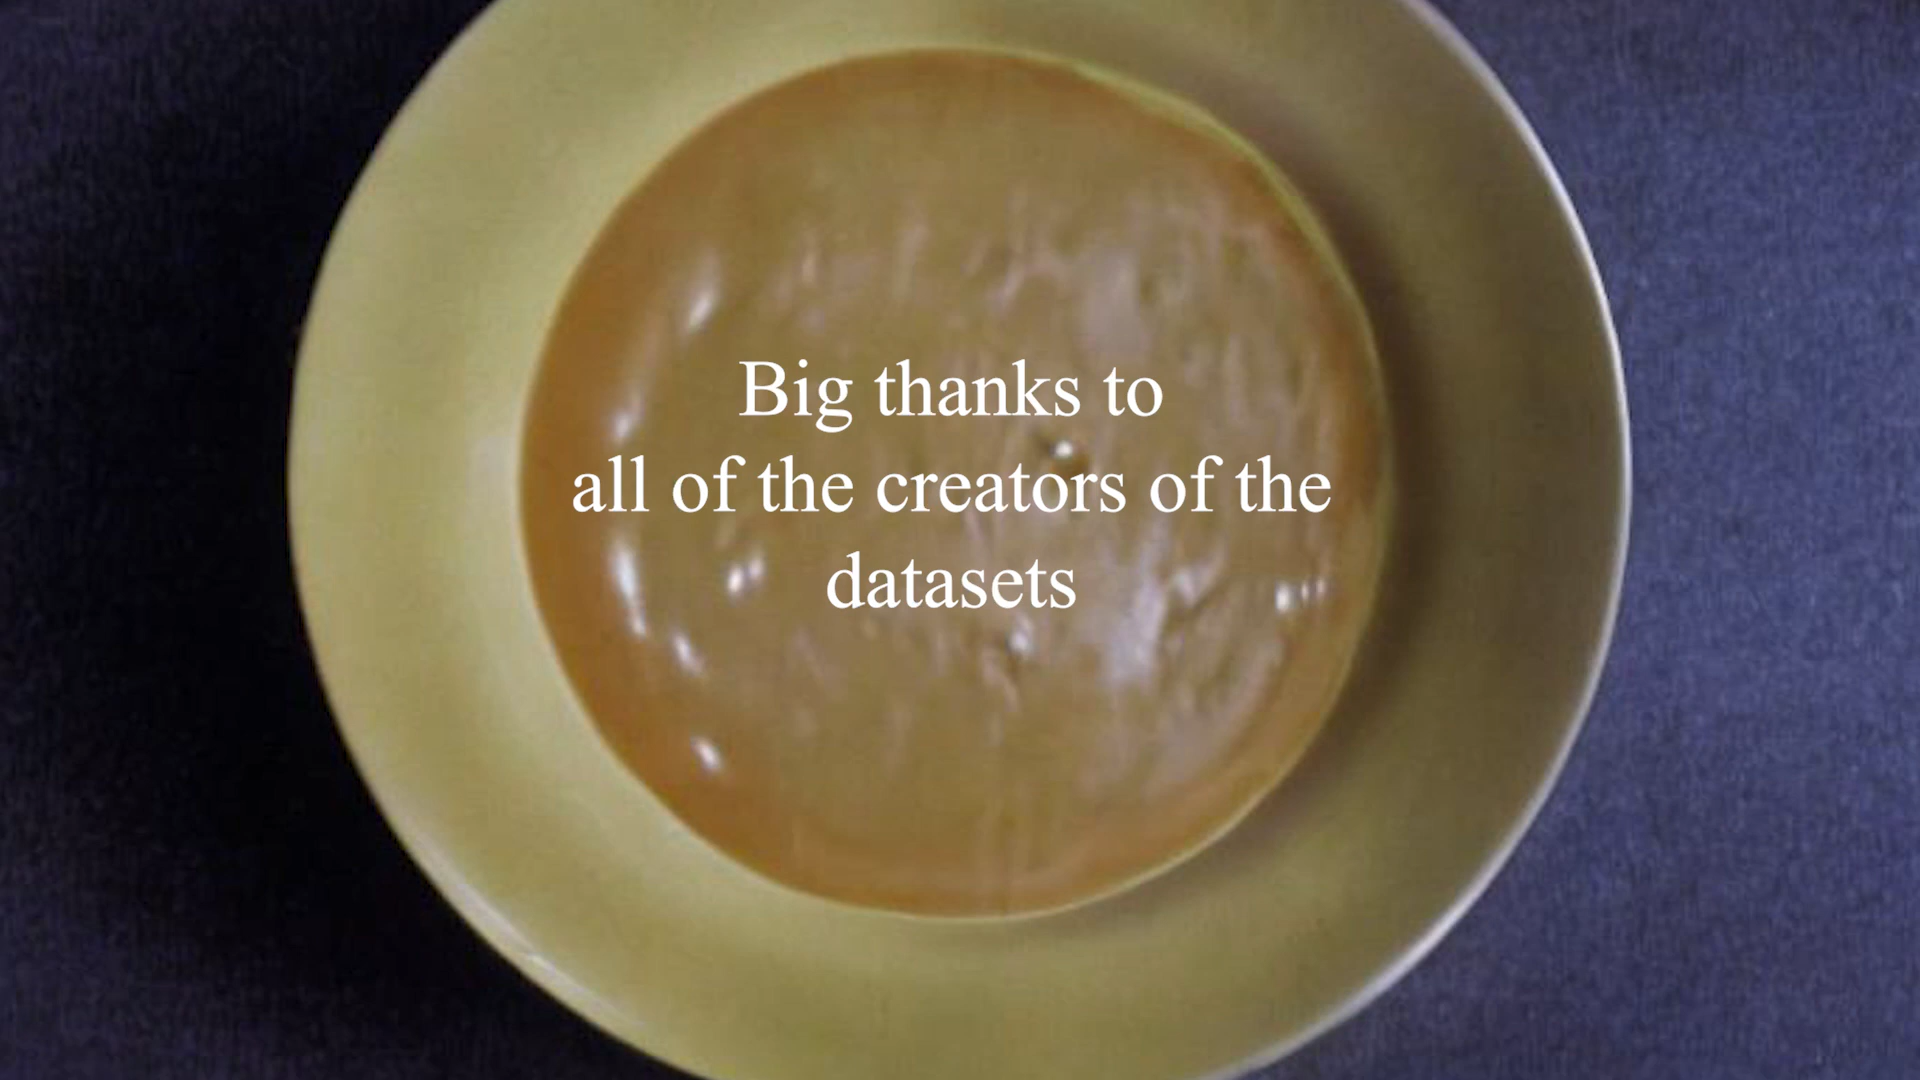 Big thanks to
all of the creators of the
datasets